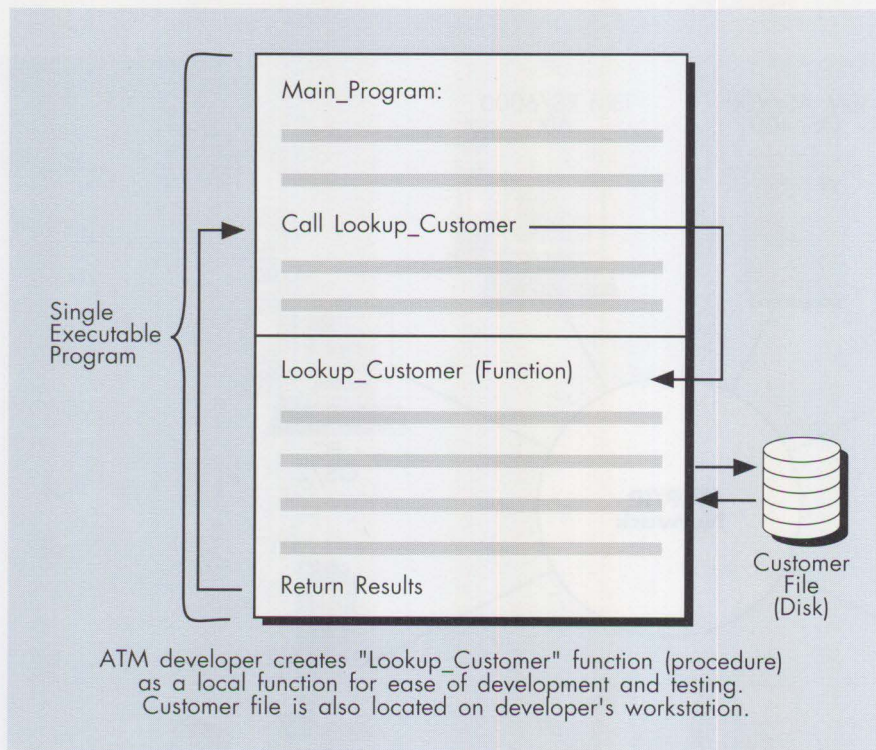 Main_Program:
Call Lookup_Customer
Single
Executable
Program
Lookup_Customer (Function)
Return Results
Customer
File
(Disk)
ATM developer creates "Lookup_Customer" function (procedure)
as a local function for ease of development and testing.
Customer file is also located on developer's workstation.